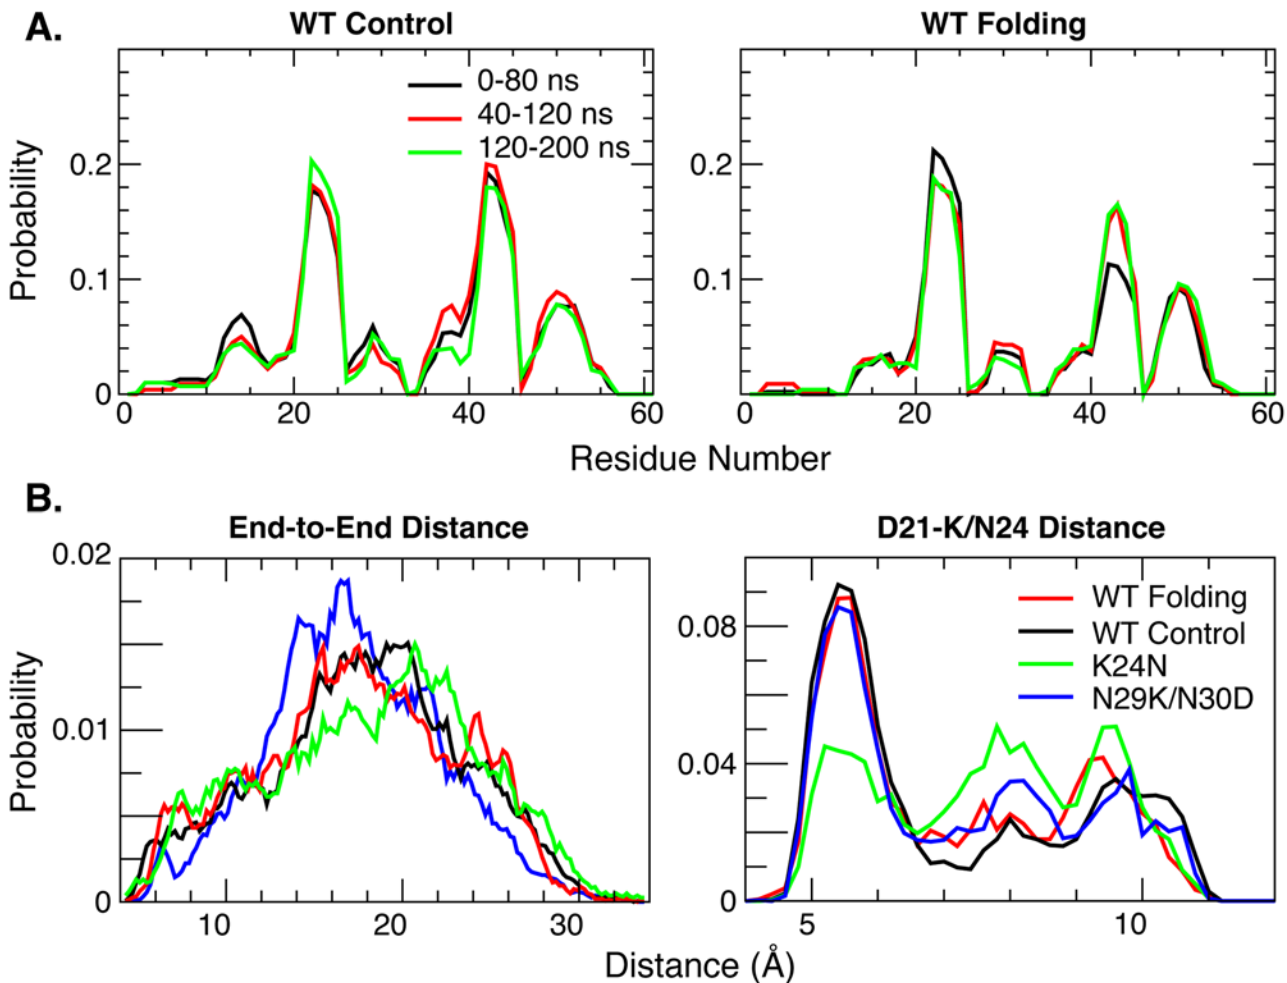 A.
WT Control
WT Folding
0-80 ns
40-120 ns
120-200 ns
Probability
0.2
0.1
0
0.2
0.1
0
0 20 40 60
0 20 40 60
Residue Number
B.
End-to-End Distance
D21-K/N24 Distance
WT Folding
WT Control
K24N
N29K/N30D
Probability
0.02
0.01
0
0.08
0.04
0
10 20 30
5 10
Distance (Å)